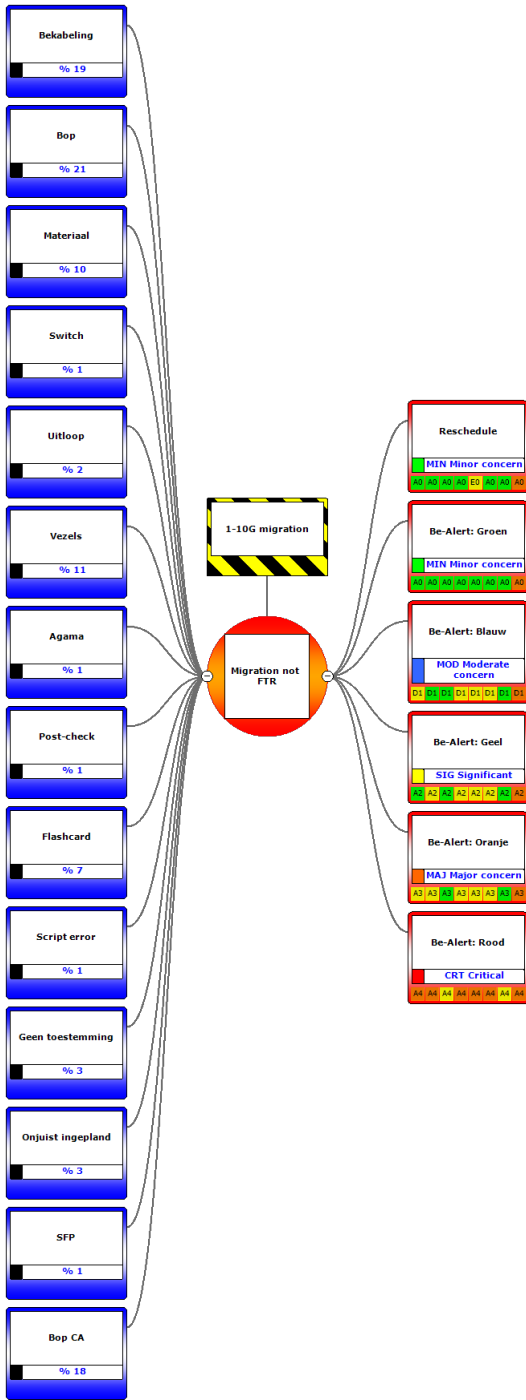 Bekabeling
% 19
Bop
% 21
Materiaal
% 10
Switch
% 1
Uitloop
% 2
Vezels
% 11
Agama
% 1
Post-check
% 1
Flashcard
% 7
Script error
% 1
Geen toestemming
% 3
Onjuist ingepland
% 3
SFP
% 1
Bop CA
% 18
1-10G migration
Migration not
FTR
Reschedule
MIN Minor concern
A0 A0 A0 A0 E0 A0 A0 A0
Be-Alert: Groen
MIN Minor concern
A0 A0 A0 A0 A0 A0 A0 A0
Be-Alert: Blauw
MOD Moderate
concern
D1 D1 D1 D1 D1 D1 D1 D1
Be-Alert: Geel
SIG Significant
A2 A2 A2 A2 A2 A2 A2 A2
Be-Alert: Oranje
MAJ Major concern
A3 A3 A3 A3 A3 A3 A3 A3
Be-Alert: Rood
CRT Critical
A4 A4 A4 A4 A4 A4 A4 A4